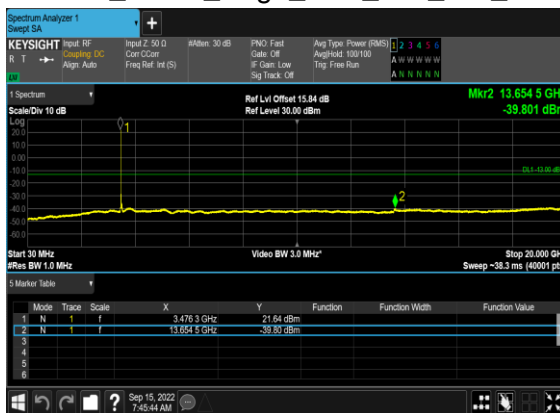 Spectrum Analyzer 1
Swept SA
KEYSIGHT Input: RF Input Z: 50 Ω #Atten: 30 dB PNO: Fast Avg Type: Power (RMS) 1 2 3 4 5 6
R T Coupling: DC Corr CCorr Gate: Off Avg|Hold: 100/100 A W W W W W
Align: Auto Freq Ref: Int (S) IF Gain: Low Trig: Free Run A N N N N N
LU Sig Track: Off
1 Spectrum Ref Lvl Offset 15.84 dB Mkr2 13.654 5 GH
Scale/Div 10 dB Ref Level 30.00 dBm -39.801 dBr
Log
1
20.0
10.0
0.00
-10.0
DL1 -13.00 dB
-20.0
-30.0
2
-40.0
-50.0
-60.0
Start 30 MHz Video BW 3.0 MHz* Stop 20.000 GH
#Res BW 1.0 MHz Sweep ~38.3 ms (40001 pt
5 Marker Table
Mode Trace Scale X Y Function Function Width Function Value
1 N 1 f 3.476 3 GHz 21.64 dBm
2 N 1 f 13.654 5 GHz -39.80 dBm
3
4
5
6
? Sep 15, 2022
7:45:44 AM